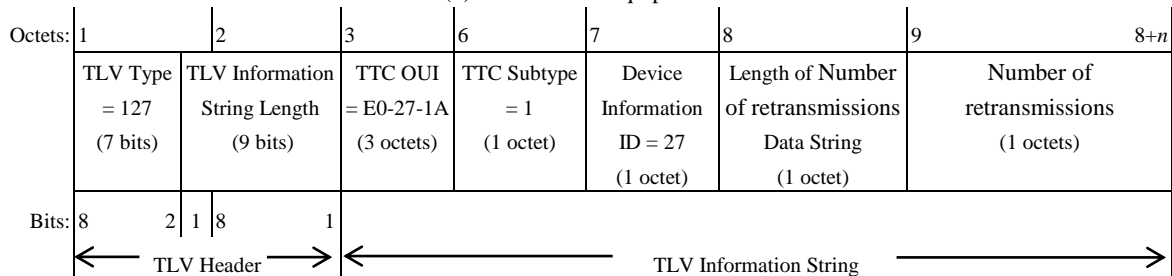 Octets: 1 2 3 6 7 8 9 8+n
TLV Type TLV Information TTC OUI TTC Subtype Device Length of Number Number of
= 127 String Length = E0-27-1A = 1 Information of retransmissions retransmissions
(7 bits) (9 bits) (3 octets) (1 octet) ID = 27 Data String (1 octets)
(1 octet) (1 octet)
Bits: 8 2 1 8 1
TLV Header TLV Information String